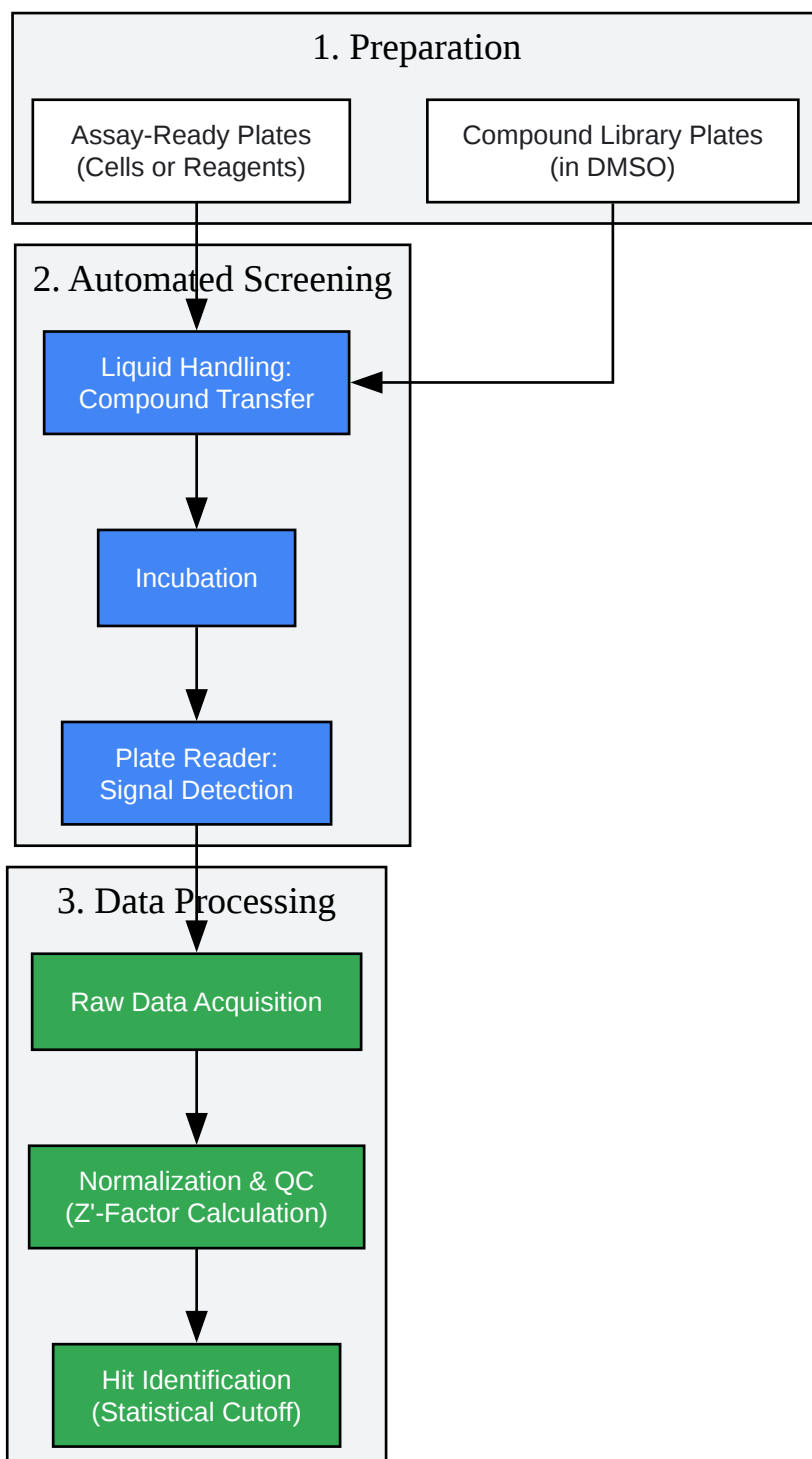 1. Preparation
Assay-Ready Plates
(Cells or Reagents)
Compound Library Plates
(in DMSO)
2. Automated Screening
Liquid Handling:
Compound Transfer
Incubation
Plate Reader:
Signal Detection
3. Data Processing
Raw Data Acquisition
Normalization & QC
(Z'-Factor Calculation)
Hit Identification
(Statistical Cutoff)